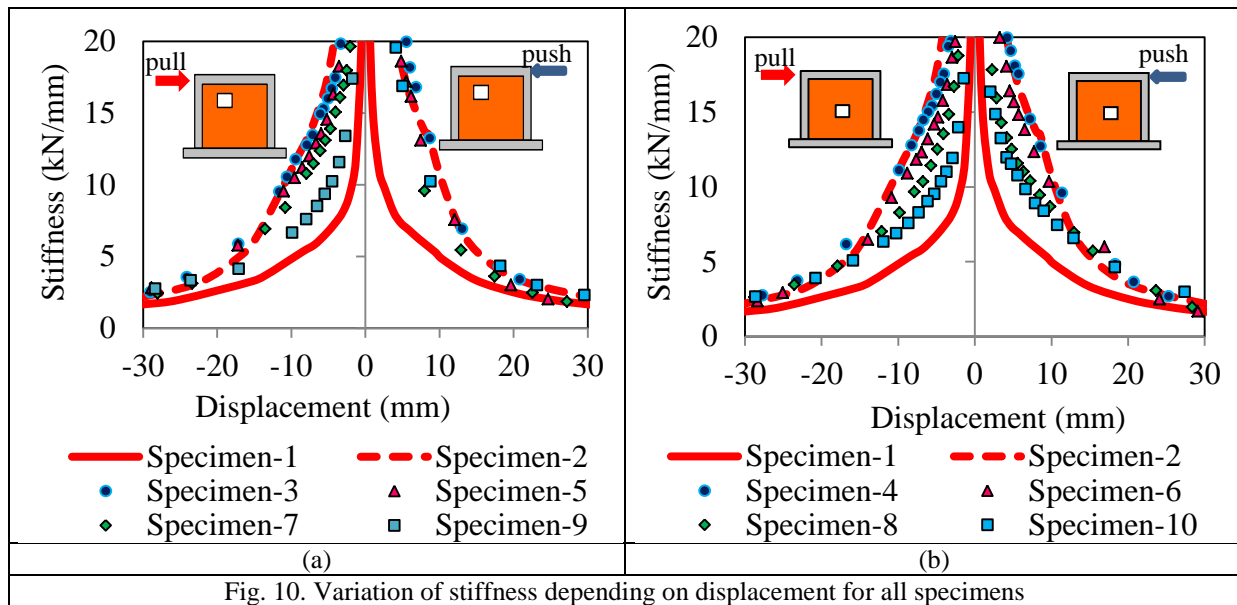 20
15
10
5
0
-30 -20 -10 0 10 20 30
Stiffness (kN/mm)
Displacement (mm)
pull
push
Specimen-1 Specimen-2
Specimen-3 Specimen-5
Specimen-7 Specimen-9
(a)
20
15
10
5
0
-30 -20 -10 0 10 20 30
Stiffness (kN/mm)
Displacement (mm)
pull
push
Specimen-1 Specimen-2
Specimen-4 Specimen-6
Specimen-8 Specimen-10
(b)
Fig. 10. Variation of stiffness depending on displacement for all specimens